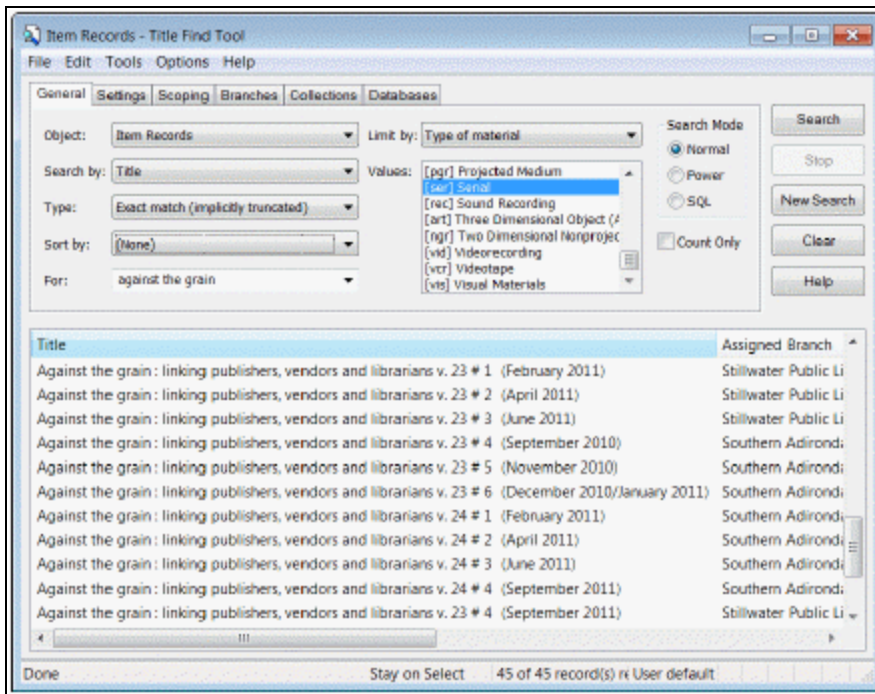 Item Records - Title Find Tool
File Edit Tools Options Help
General Settings Scoping Branches Collections Databases
Object: Item Records Limit by: Type of material Search Mode Search
Normal
Search by: Title Values: [pgr] Projected Medium Power Stop
[ser] Serial
Type: Exact match (implicitly truncated) [rec] Sound Recording SQL New Search
[art] Three Dimensional Object (A
[ngr] Two Dimensional Nonprojec
Sort by: (None) [vid] Videorecording Count Only Clear
[vcr] Videotape
For: against the grain [vis] Visual Materials Help
Title Assigned Branch
Against the grain : linking publishers, vendors and librarians v. 23 # 1 (February 2011) Stillwater Public Li
Against the grain : linking publishers, vendors and librarians v. 23 # 2 (April 2011) Stillwater Public Li
Against the grain : linking publishers, vendors and librarians v. 23 # 3 (June 2011) Stillwater Public Li
Against the grain : linking publishers, vendors and librarians v. 23 # 4 (September 2010) Southern Adironda
Against the grain : linking publishers, vendors and librarians v. 23 # 5 (November 2010) Southern Adironda
Against the grain : linking publishers, vendors and librarians v. 23 # 6 (December 2010/January 2011) Southern Adironda
Against the grain : linking publishers, vendors and librarians v. 24 # 1 (February 2011) Southern Adironda
Against the grain : linking publishers, vendors and librarians v. 24 # 2 (April 2011) Southern Adironda
Against the grain : linking publishers, vendors and librarians v. 24 # 3 (June 2011) Southern Adironda
Against the grain : linking publishers, vendors and librarians v. 24 # 4 (September 2011) Southern Adironda
Against the grain : linking publishers, vendors and librarians v. 23 # 4 (September 2011) Stillwater Public Li
Done Stay on Select 45 of 45 record(s) re User default